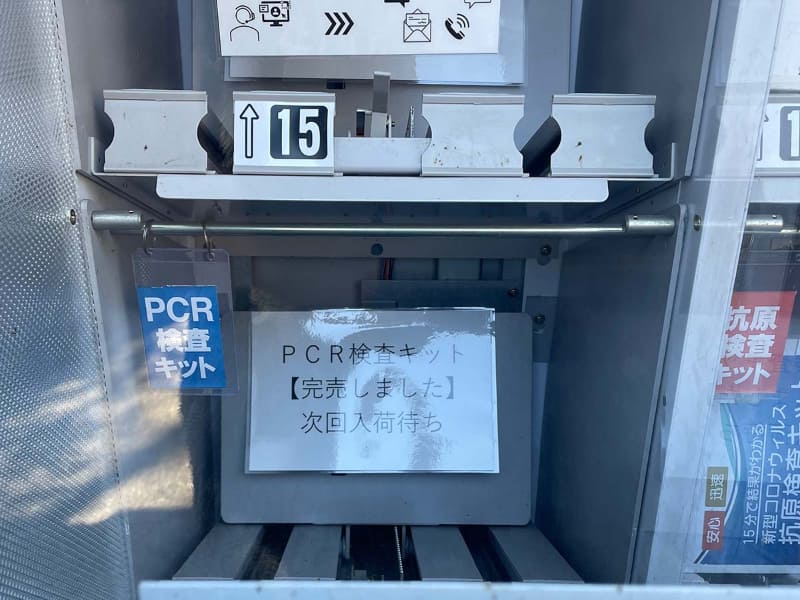 15
PCR
検査
キット
PCR検査キット
【完売しました】
次回入荷待ち
抗原
検査
キット
安心
迅速
15分で結果がわかる
新型コロナウィルス
抗原検査キット